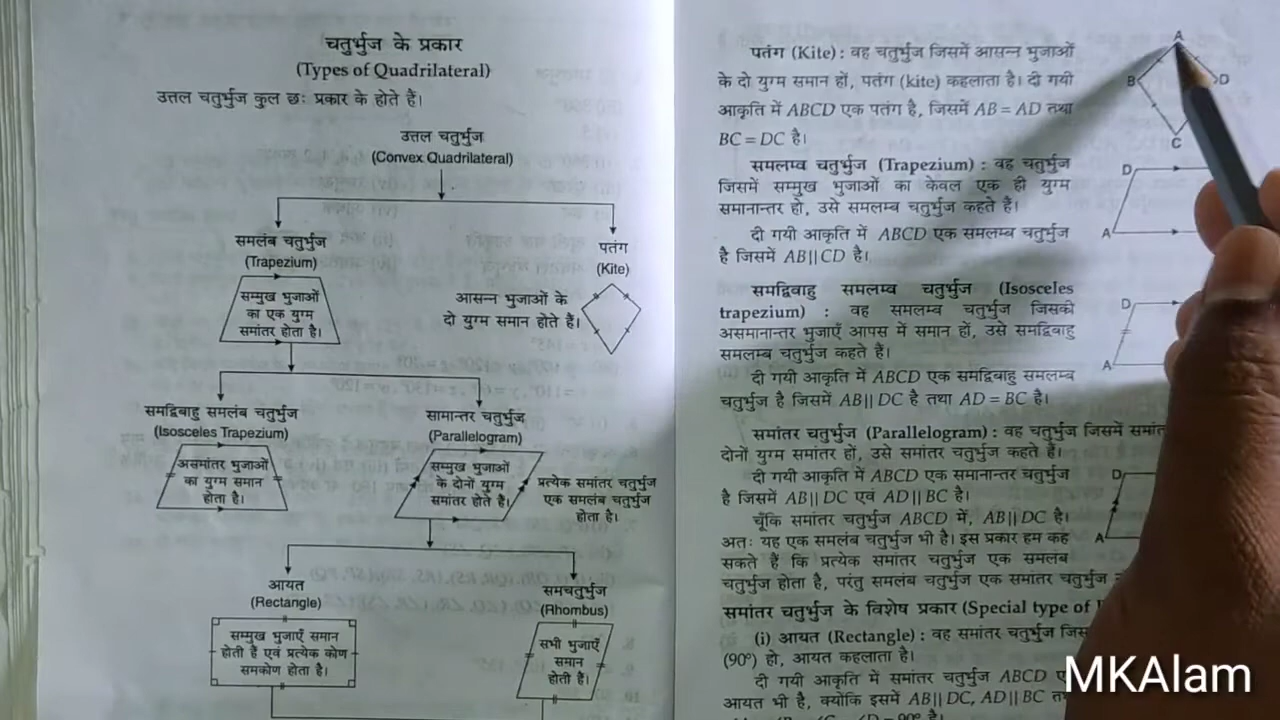 चतुर्भुज के प्रकार
(Types of Quadrilateral)
उत्तल चतुर्भुज कुल छः प्रकार के होते हैं।
उत्तल चतुर्भुज
(Convex Quadrilateral)
समलंब चतुर्भुज
(Trapezium)
सम्मुख भुजाओं
का एक युग्म
समांतर होता है।
पतंग
(Kite)
आसन्न भुजाओं के
दो युग्म समान होते हैं।
समद्विबाहु समलंब चतुर्भुज
(Isosceles Trapezium)
असमांतर भुजाओं
का युग्म समान
होता है।
सामान्तर चतुर्भुज
(Parallelogram)
सम्मुख भुजाओं
के दोनों युग्म
समांतर होते हैं।
प्रत्येक समांतर चतुर्भुज
एक समलंब चतुर्भुज
होता है।
आयत
(Rectangle)
सम्मुख भुजाएँ समान
होती हैं एवं प्रत्येक कोण
समकोण होता है।
समचतुर्भुज
(Rhombus)
सभी भुजाएँ
समान
होती हैं।
पतंग (Kite) : वह चतुर्भुज जिसमें आसन्न भुजाओं
के दो युग्म समान हों, पतंग (kite) कहलाता है। दी गयी
आकृति में ABCD एक पतंग है, जिसमें AB = AD तथा
BC = DC है।
A
B
D
C
समलम्ब चतुर्भुज (Trapezium) : वह चतुर्भुज
जिसमें सम्मुख भुजाओं का केवल एक ही युग्म
समानान्तर हो, उसे समलम्ब चतुर्भुज कहते हैं।
दी गयी आकृति में ABCD एक समलम्ब चतुर्भुज
है जिसमें AB || CD है।
D
A
समद्विबाहु समलम्ब चतुर्भुज (Isosceles
trapezium) : वह समलम्ब चतुर्भुज जिसकी
असमानान्तर भुजाएँ आपस में समान हों, उसे समद्विबाहु
समलम्ब चतुर्भुज कहते हैं।
दी गयी आकृति में ABCD एक समद्विबाहु समलम्ब
चतुर्भुज है जिसमें AB || DC है तथा AD = BC है।
D
A
समांतर चतुर्भुज (Parallelogram) : वह चतुर्भुज जिसमें
दोनों युग्म समांतर हों, उसे समांतर चतुर्भुज कहते हैं।
दी गयी आकृति में ABCD एक समानान्तर चतुर्भुज
है जिसमें AB || DC एवं AD || BC है।
D
A
चूँकि समांतर चतुर्भुज ABCD में, AB || DC है।
अतः यह एक समलंब चतुर्भुज भी है। इस प्रकार हम कह
सकते हैं कि प्रत्येक समांतर चतुर्भुज एक समलंब
चतुर्भुज होता है, परंतु समलंब चतुर्भुज एक समांतर चतुर्भुज
समांतर चतुर्भुज के विशेष प्रकार (Special type of
(i) आयत (Rectangle) : वह समांतर चतुर्भुज
(90°) हो, आयत कहलाता है।
दी गयी आकृति में समांतर चतुर्भुज ABCD
आयत भी है, क्योंकि इसमें AB || DC, AD || BC
MKAlam